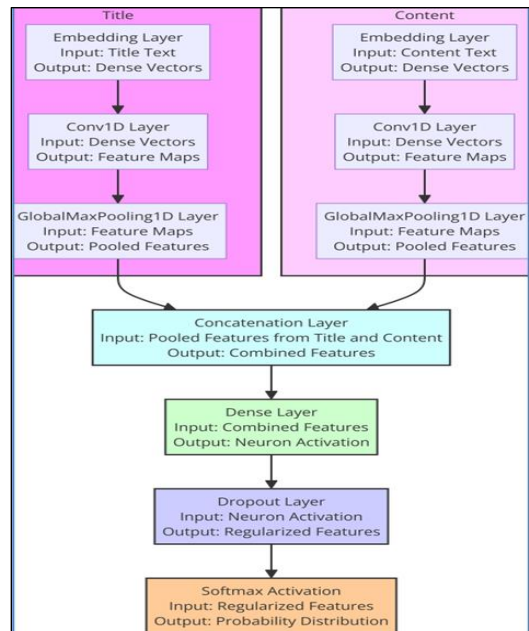 Title
Embedding Layer
Input: Title Text
Output: Dense Vectors
Conv1D Layer
Input: Dense Vectors
Output: Feature Maps
GlobalMaxPooling1D Layer
Input: Feature Maps
Output: Pooled Features
Content
Embedding Layer
Input: Content Text
Output: Dense Vectors
Conv1D Layer
Input: Dense Vectors
Output: Feature Maps
GlobalMaxPooling1D Layer
Input: Feature Maps
Output: Pooled Features
Concatenation Layer
Input: Pooled Features from Title and Content
Output: Combined Features
Dense Layer
Input: Combined Features
Output: Neuron Activation
Dropout Layer
Input: Neuron Activation
Output: Regularized Features
Softmax Activation
Input: Regularized Features
Output: Probability Distribution